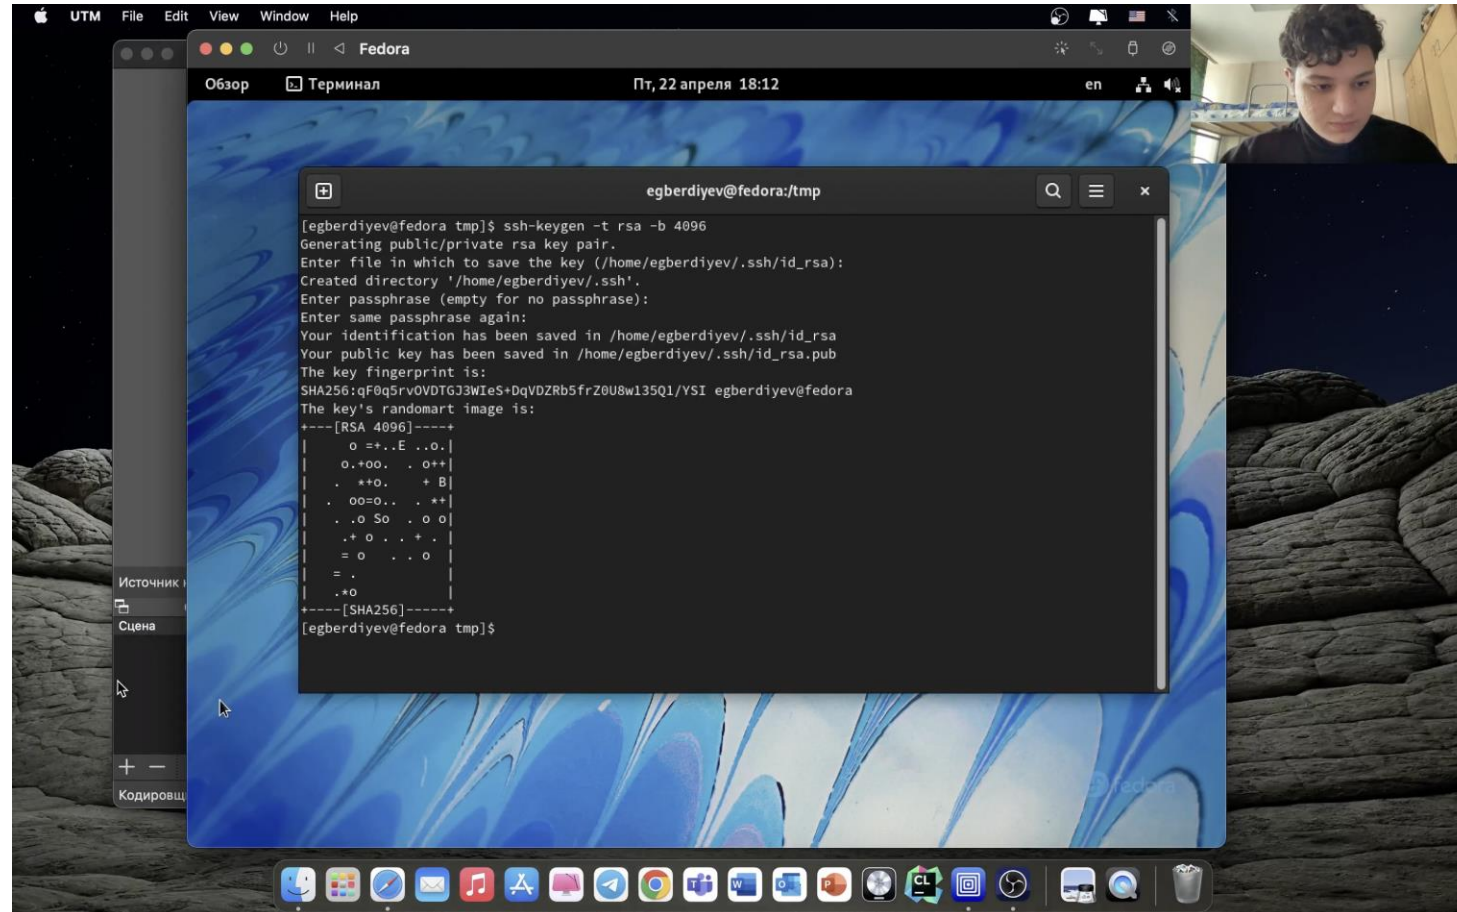 UTM File Edit View Window Help
Fedora
Обзор Терминал Пт, 22 апреля 18:12 en
egberdiyev@fedora:/tmp
[egberdiyev@fedora tmp]$ ssh-keygen -t rsa -b 4096
Generating public/private rsa key pair.
Enter file in which to save the key (/home/egberdiyev/.ssh/id_rsa):
Created directory '/home/egberdiyev/.ssh'.
Enter passphrase (empty for no passphrase):
Enter same passphrase again:
Your identification has been saved in /home/egberdiyev/.ssh/id_rsa
Your public key has been saved in /home/egberdiyev/.ssh/id_rsa.pub
The key fingerprint is:
SHA256:qF0q5rvOVDTGJ3WIeS+DqVDZRb5frZ0U8w135Q1/YSI egberdiyev@fedora
The key's randomart image is:
+---[RSA 4096]----+
|     o =+..E ..o.|
|    o.+oo.  . o++|
|   .  *+o.    + B|
|  .  oo=o..  . *+|
|   . .o So  . o o|
|    .+ o . . + . |
|    = o   . . o  |
|   = .           |
|   .*o           |
+----[SHA256]-----+
[egberdiyev@fedora tmp]$
Источник
Сцена
Кодировщ
fedora
CL